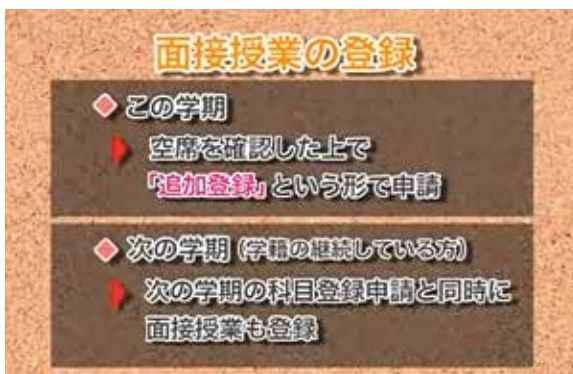 面接授業の登録
この学期
空席を確認した上で
「追加登録」という形で申請
次の学期（学籍の継続している方）
次の学期の科目登録申請と同時に
面接授業も登録